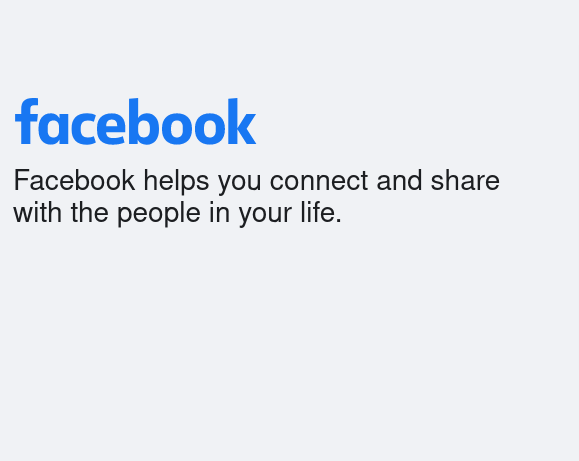 facebook
Facebook helps you connect and share
with the people in your life.